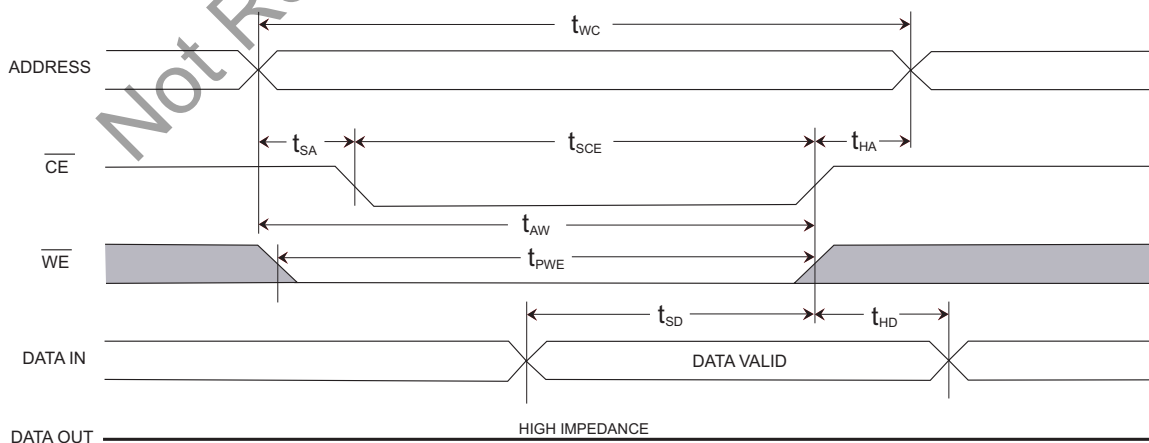 Not R
tWC
ADDRESS
tSA
tSCE
tHA
CE
tAW
WE
tPWE
tSD
tHD
DATA IN
DATA VALID
DATA OUT
HIGH IMPEDANCE